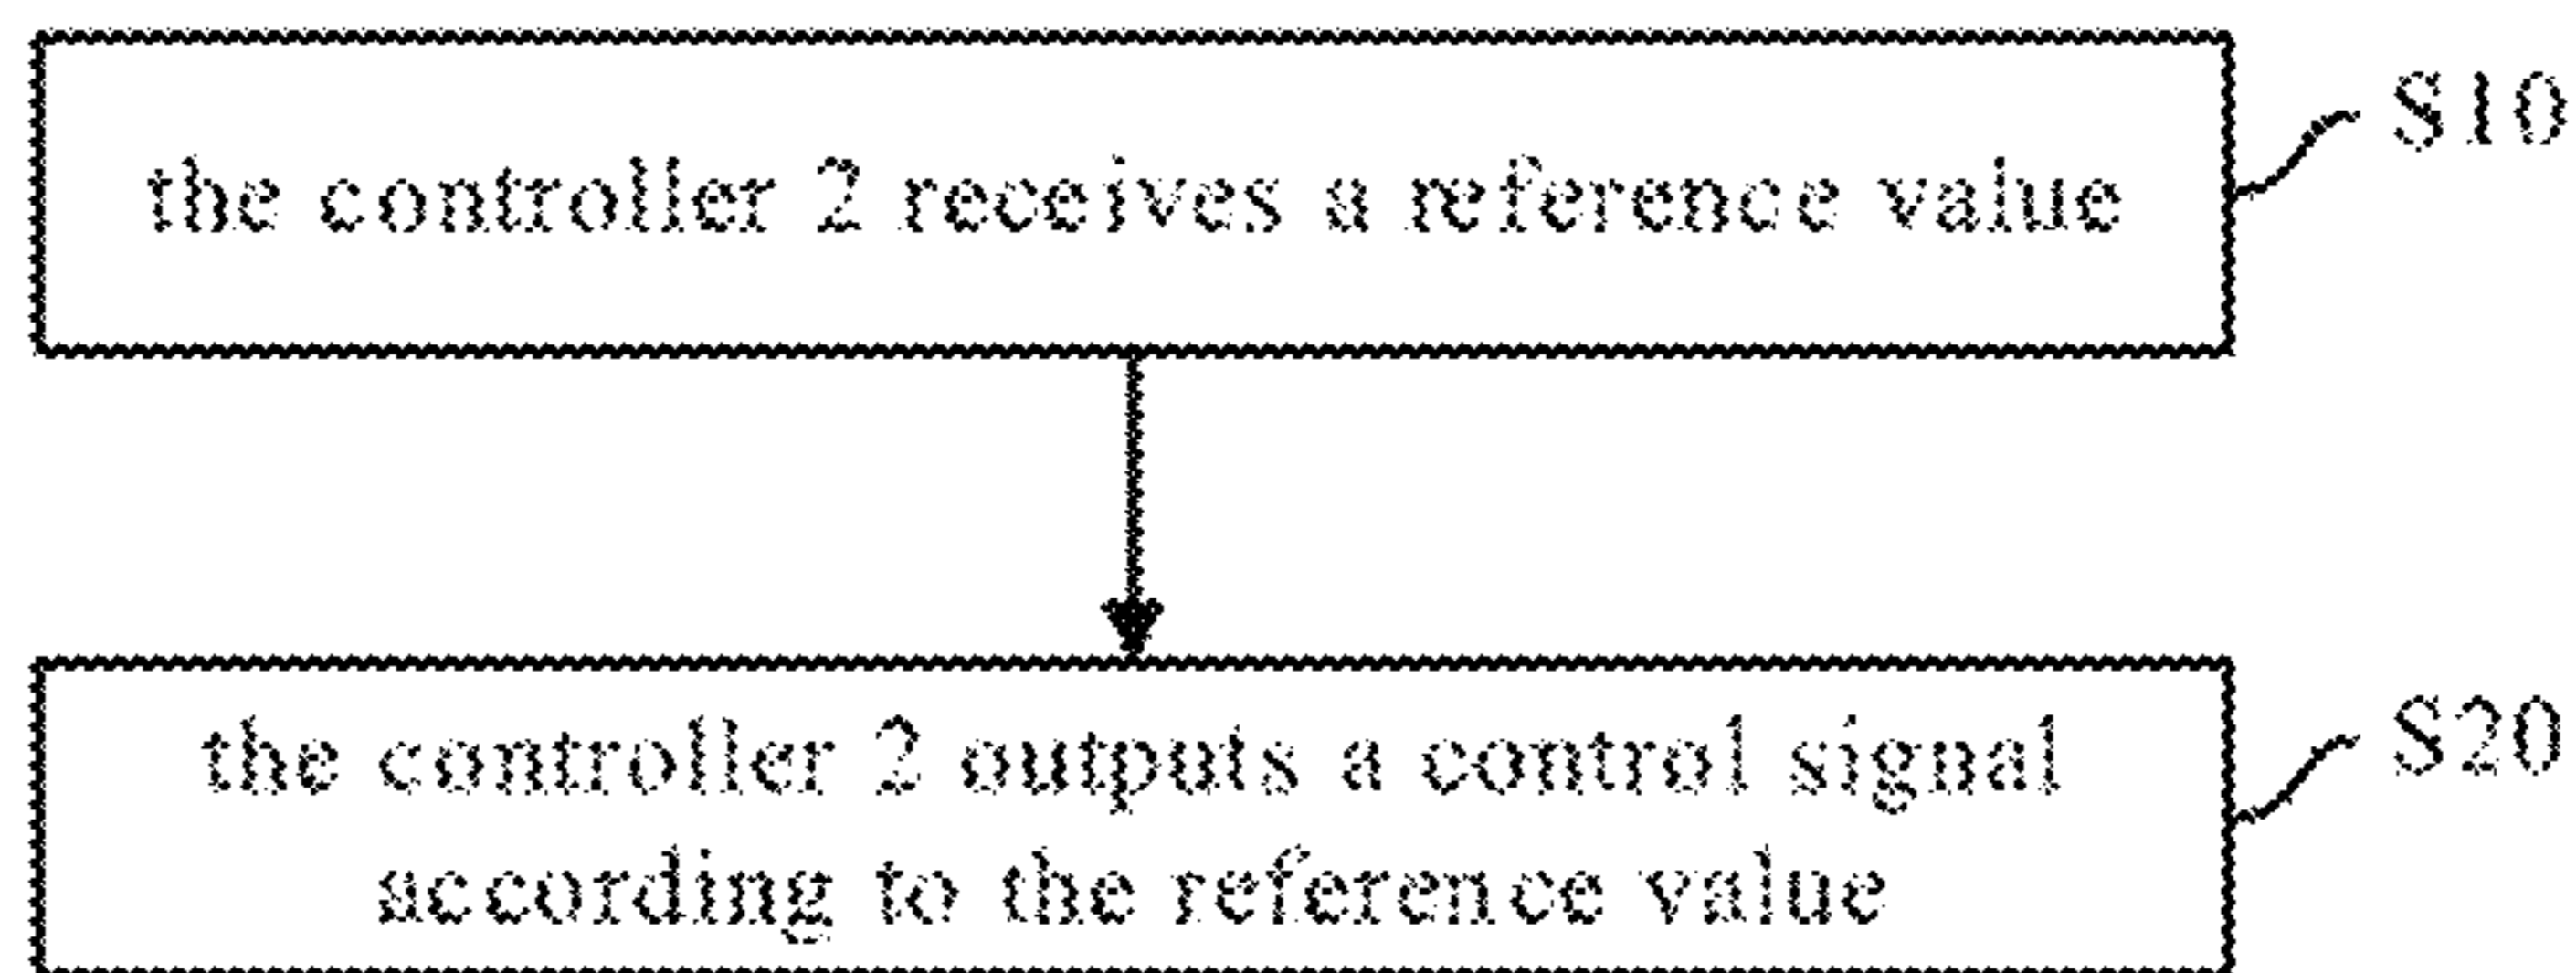 the controller 2 receives a reference value
S10
the controller 2 outputs a control signal
according to the reference value
S20